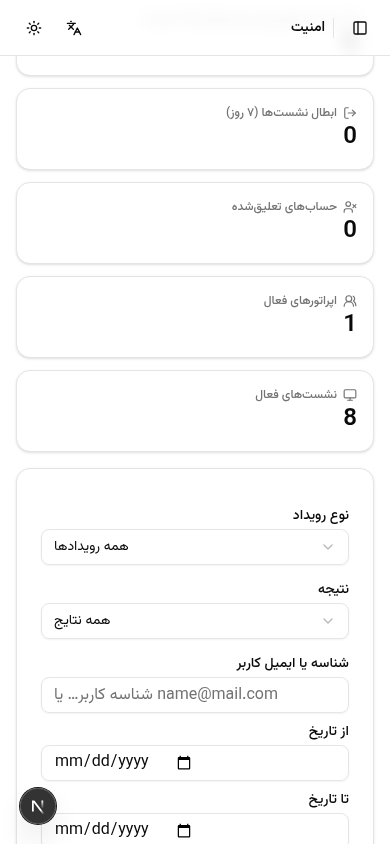 امنیت
ابطال نشست‌ها (۷ روز)
0
حساب‌های تعلیق‌شده
0
اپراتورهای فعال
1
نشست‌های فعال
8
نوع رویداد
همه رویدادها
نتیجه
همه نتایج
شناسه یا ایمیل کاربر
شناسه کاربر… یا name@mail.com
از تاریخ
mm/dd/yyyy
تا تاریخ
mm/dd/yyyy
N